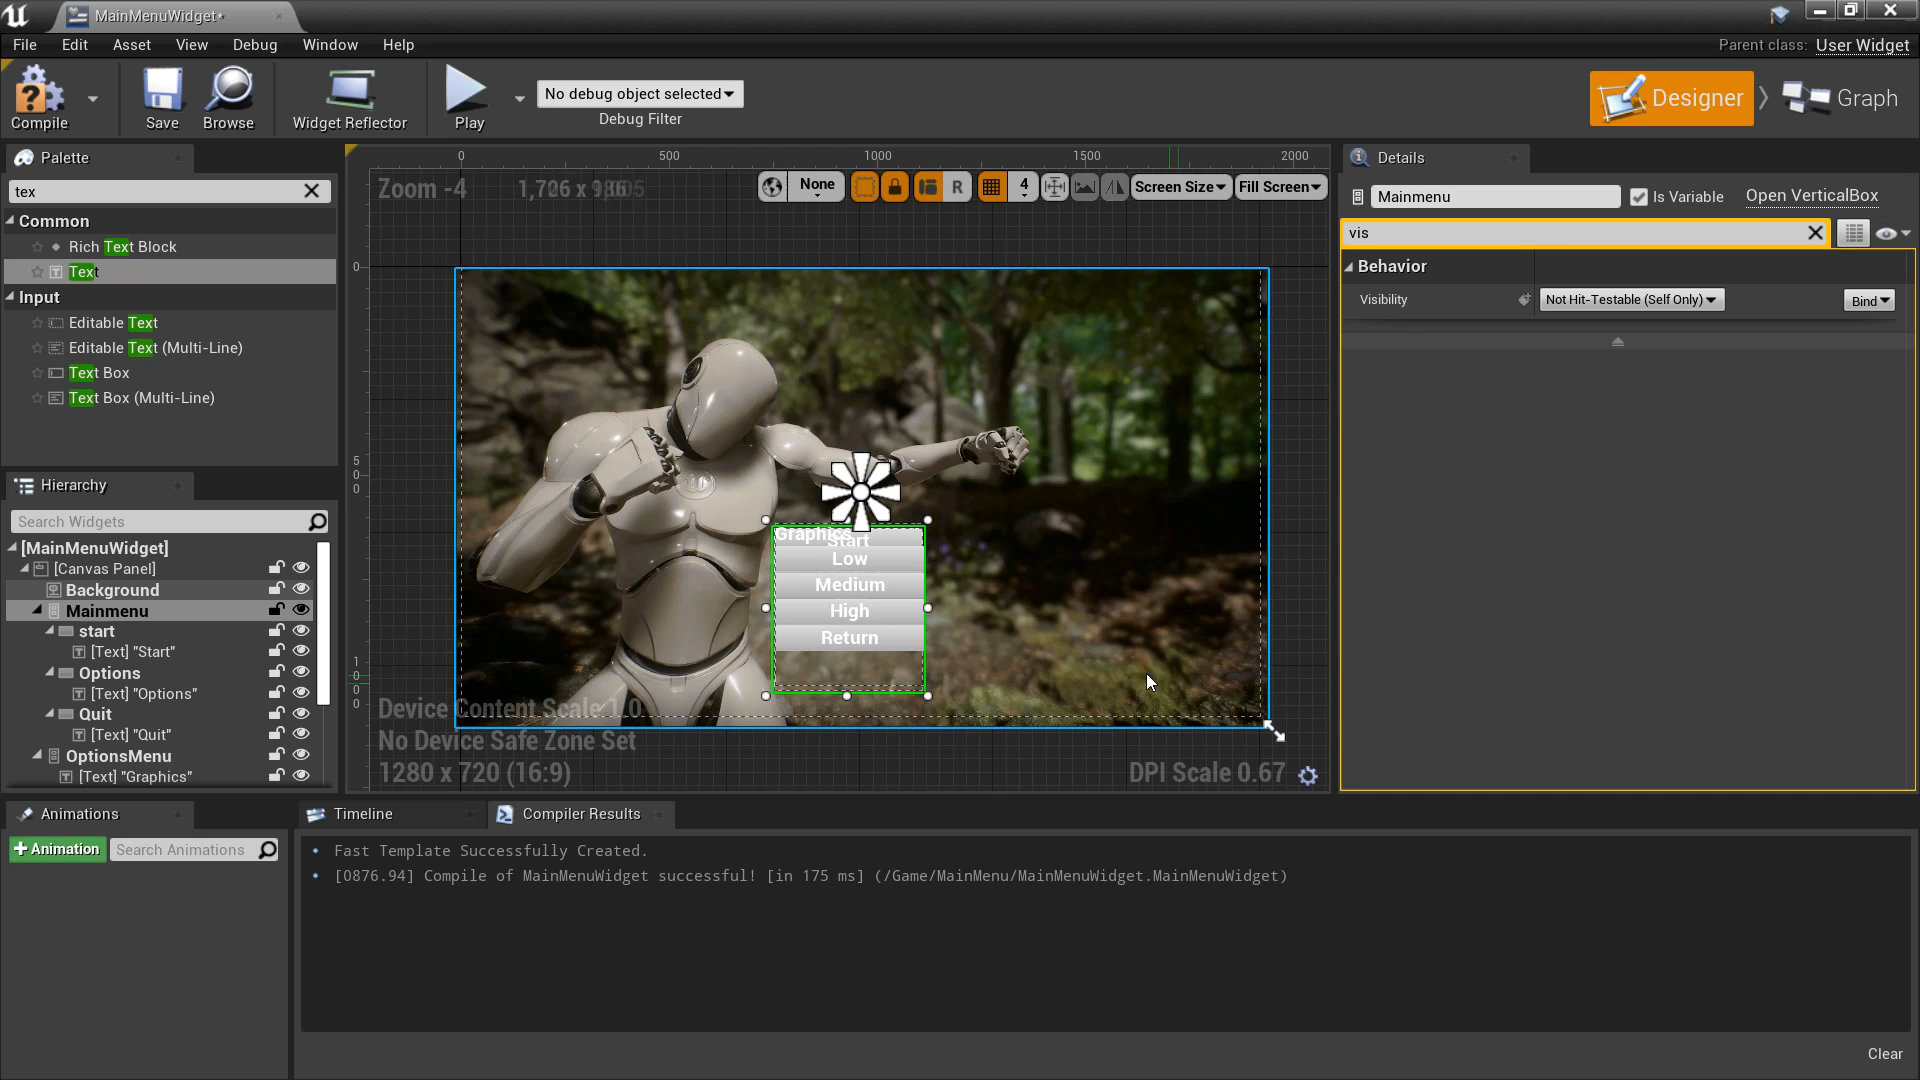 MainMenuWidget*
File Edit Asset View Debug Window Help
Parent class: User Widget
Compile
Save
Browse
Widget Reflector
Play
No debug object selected
Debug Filter
Designer
Graph
Palette
tex
Common
Rich Text Block
Text
Input
Editable Text
Editable Text (Multi-Line)
Text Box
Text Box (Multi-Line)
Hierarchy
Search Widgets
[MainMenuWidget]
[Canvas Panel]
Background
Mainmenu
start
[Text] "Start"
Options
[Text] "Options"
Quit
[Text] "Quit"
OptionsMenu
[Text] "Graphics"
0 500 1000 1500 2000
Zoom -4
None
R
4
Screen Size
Fill Screen
0
500
1000
Graphics
Start
Low
Medium
High
Return
Device Content Scale 1.0
No Device Safe Zone Set
1280 x 720 (16:9)
DPI Scale 0.67
Details
Mainmenu
Is Variable
Open VerticalBox
vis
Behavior
Visibility
Not Hit-Testable (Self Only)
Bind
Animations
+ Animation
Search Animations
Timeline
Compiler Results
Fast Template Successfully Created.
[0876.94] Compile of MainMenuWidget successful! [in 175 ms] (/Game/MainMenu/MainMenuWidget.MainMenuWidget)
Clear